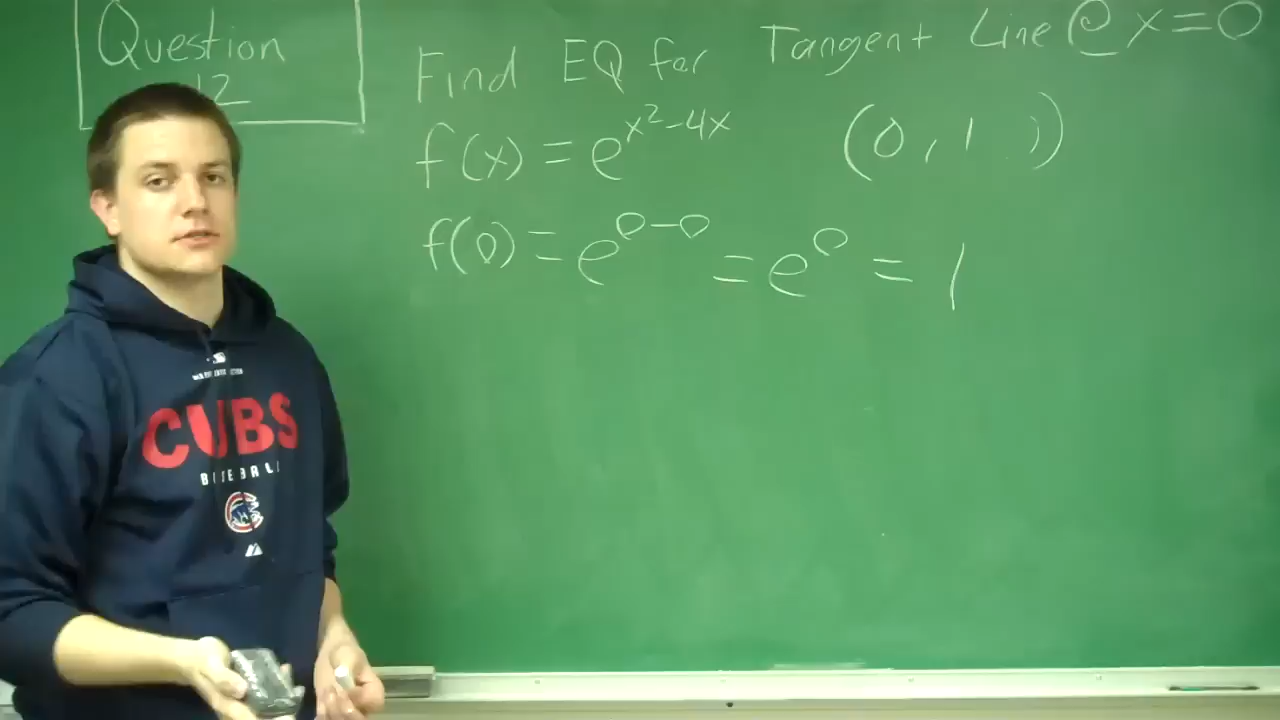 Question
12
Find EQ for Tangent Line @ x=0
f(x) = e^{x²-4x} (0, 1 )
f(0) = e^{0-0} = e^0 = 1
CUBS
BASEBALL